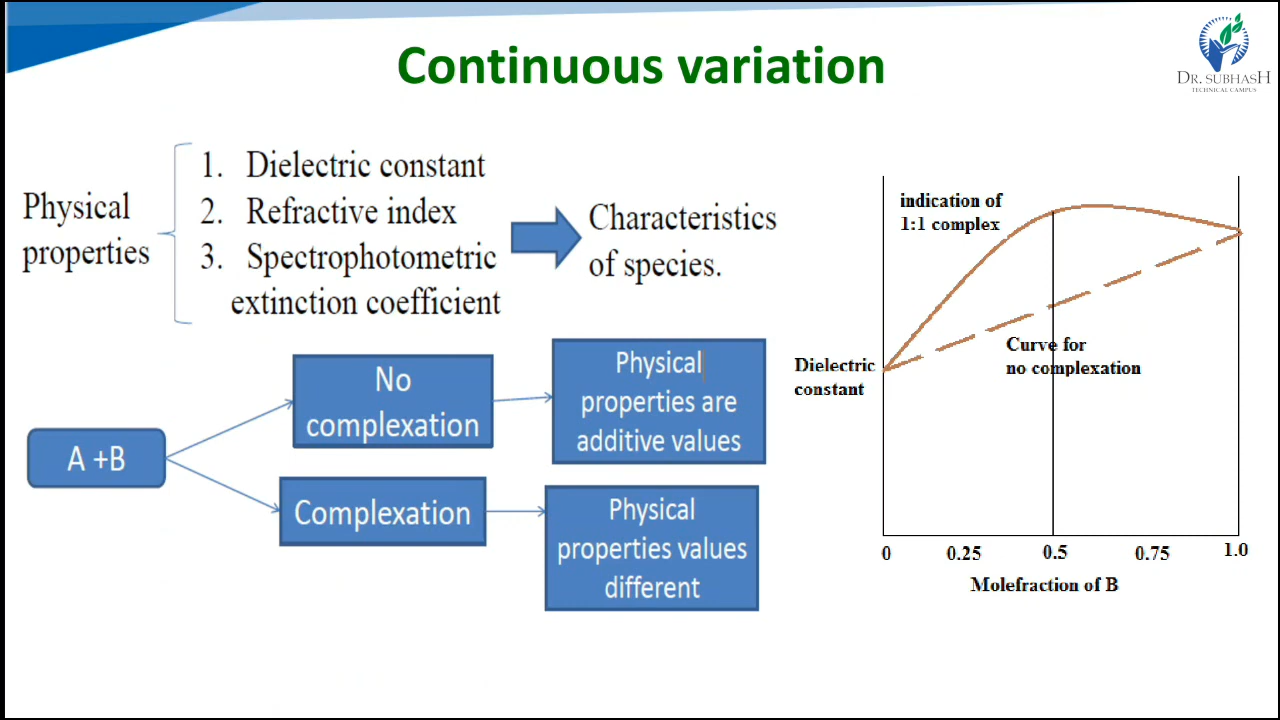 Continuous variation
DR. SUBHASH
TECHNICAL CAMPUS
Physical
properties
1. Dielectric constant
2. Refractive index
3. Spectrophotometric
extinction coefficient
Characteristics
of species.
A +B
No
complexation
Physical
properties are
additive values
Complexation
Physical
properties values
different
indication of
1:1 complex
Curve for
no complexation
Dielectric
constant
0 0.25 0.5 0.75 1.0
Molefraction of B